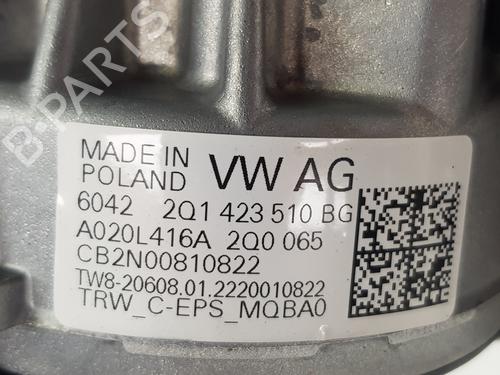 B-PARTS
MADE IN
POLAND VW AG
6042 2Q1 423 510 BG
A020L416A 2Q0 065
CB2N00810822
TW8-20608.01.2220010822
TRW_C-EPS_MQBA0